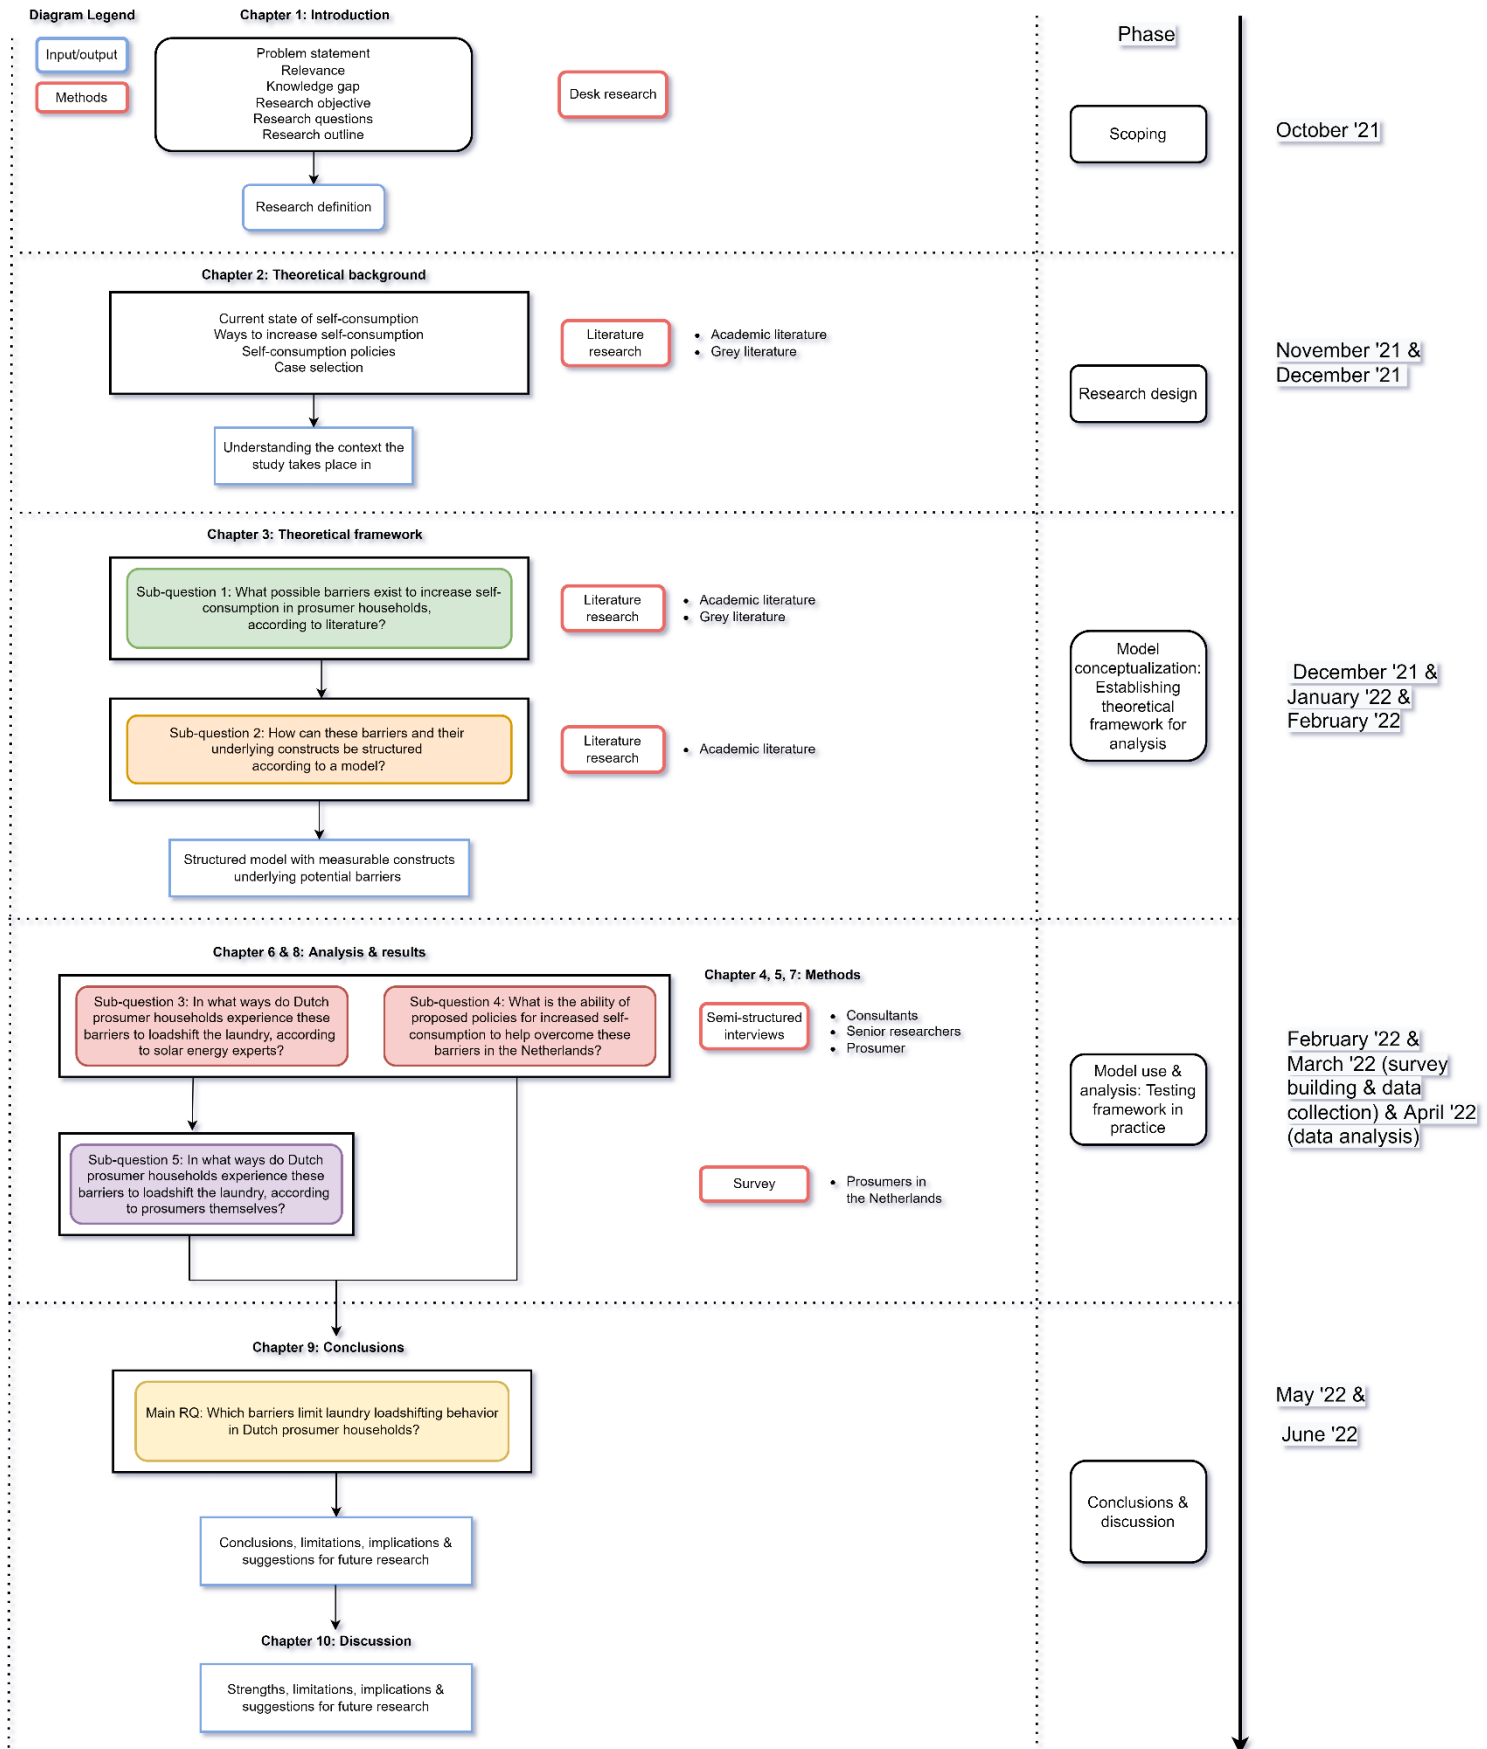 Diagram Legend
Input/output
Methods
Chapter 1: Introduction
Problem statement
Relevance
Knowledge gap
Research objective
Research questions
Research outline
Desk research
Research definition
Phase
Scoping
October '21
Chapter 2: Theoretical background
Current state of self-consumption
Ways to increase self-consumption
Self-consumption policies
Case selection
Literature
research
• Academic literature
• Grey literature
Understanding the context the
study takes place in
Research design
November '21 &
December '21
Chapter 3: Theoretical framework
Sub-question 1: What possible barriers exist to increase self-
consumption in prosumer households,
according to literature?
Literature
research
• Academic literature
• Grey literature
Sub-question 2: How can these barriers and their
underlying constructs be structured
according to a model?
Literature
research
• Academic literature
Structured model with measurable constructs
underlying potential barriers
Model
conceptualization:
Establishing
theoretical
framework for
analysis
December '21 &
January '22 &
February '22
Chapter 6 & 8: Analysis & results
Sub-question 3: In what ways do Dutch
prosumer households experience these
barriers to loadshift the laundry, according
to solar energy experts?
Sub-question 4: What is the ability of
proposed policies for increased self-
consumption to help overcome these
barriers in the Netherlands?
Chapter 4, 5, 7: Methods
Semi-structured
interviews
• Consultants
• Senior researchers
• Prosumer
Sub-question 5: In what ways do Dutch
prosumer households experience these
barriers to loadshift the laundry, according
to prosumers themselves?
Survey
• Prosumers in
the Netherlands
Model use &
analysis: Testing
framework in
practice
February '22 &
March '22 (survey
building & data
collection) & April '22
(data analysis)
Chapter 9: Conclusions
Main RQ: Which barriers limit laundry loadshifting behavior
in Dutch prosumer households?
Conclusions, limitations, implications &
suggestions for future research
Chapter 10: Discussion
Strengths, limitations, implications &
suggestions for future research
Conclusions &
discussion
May '22 &
June '22